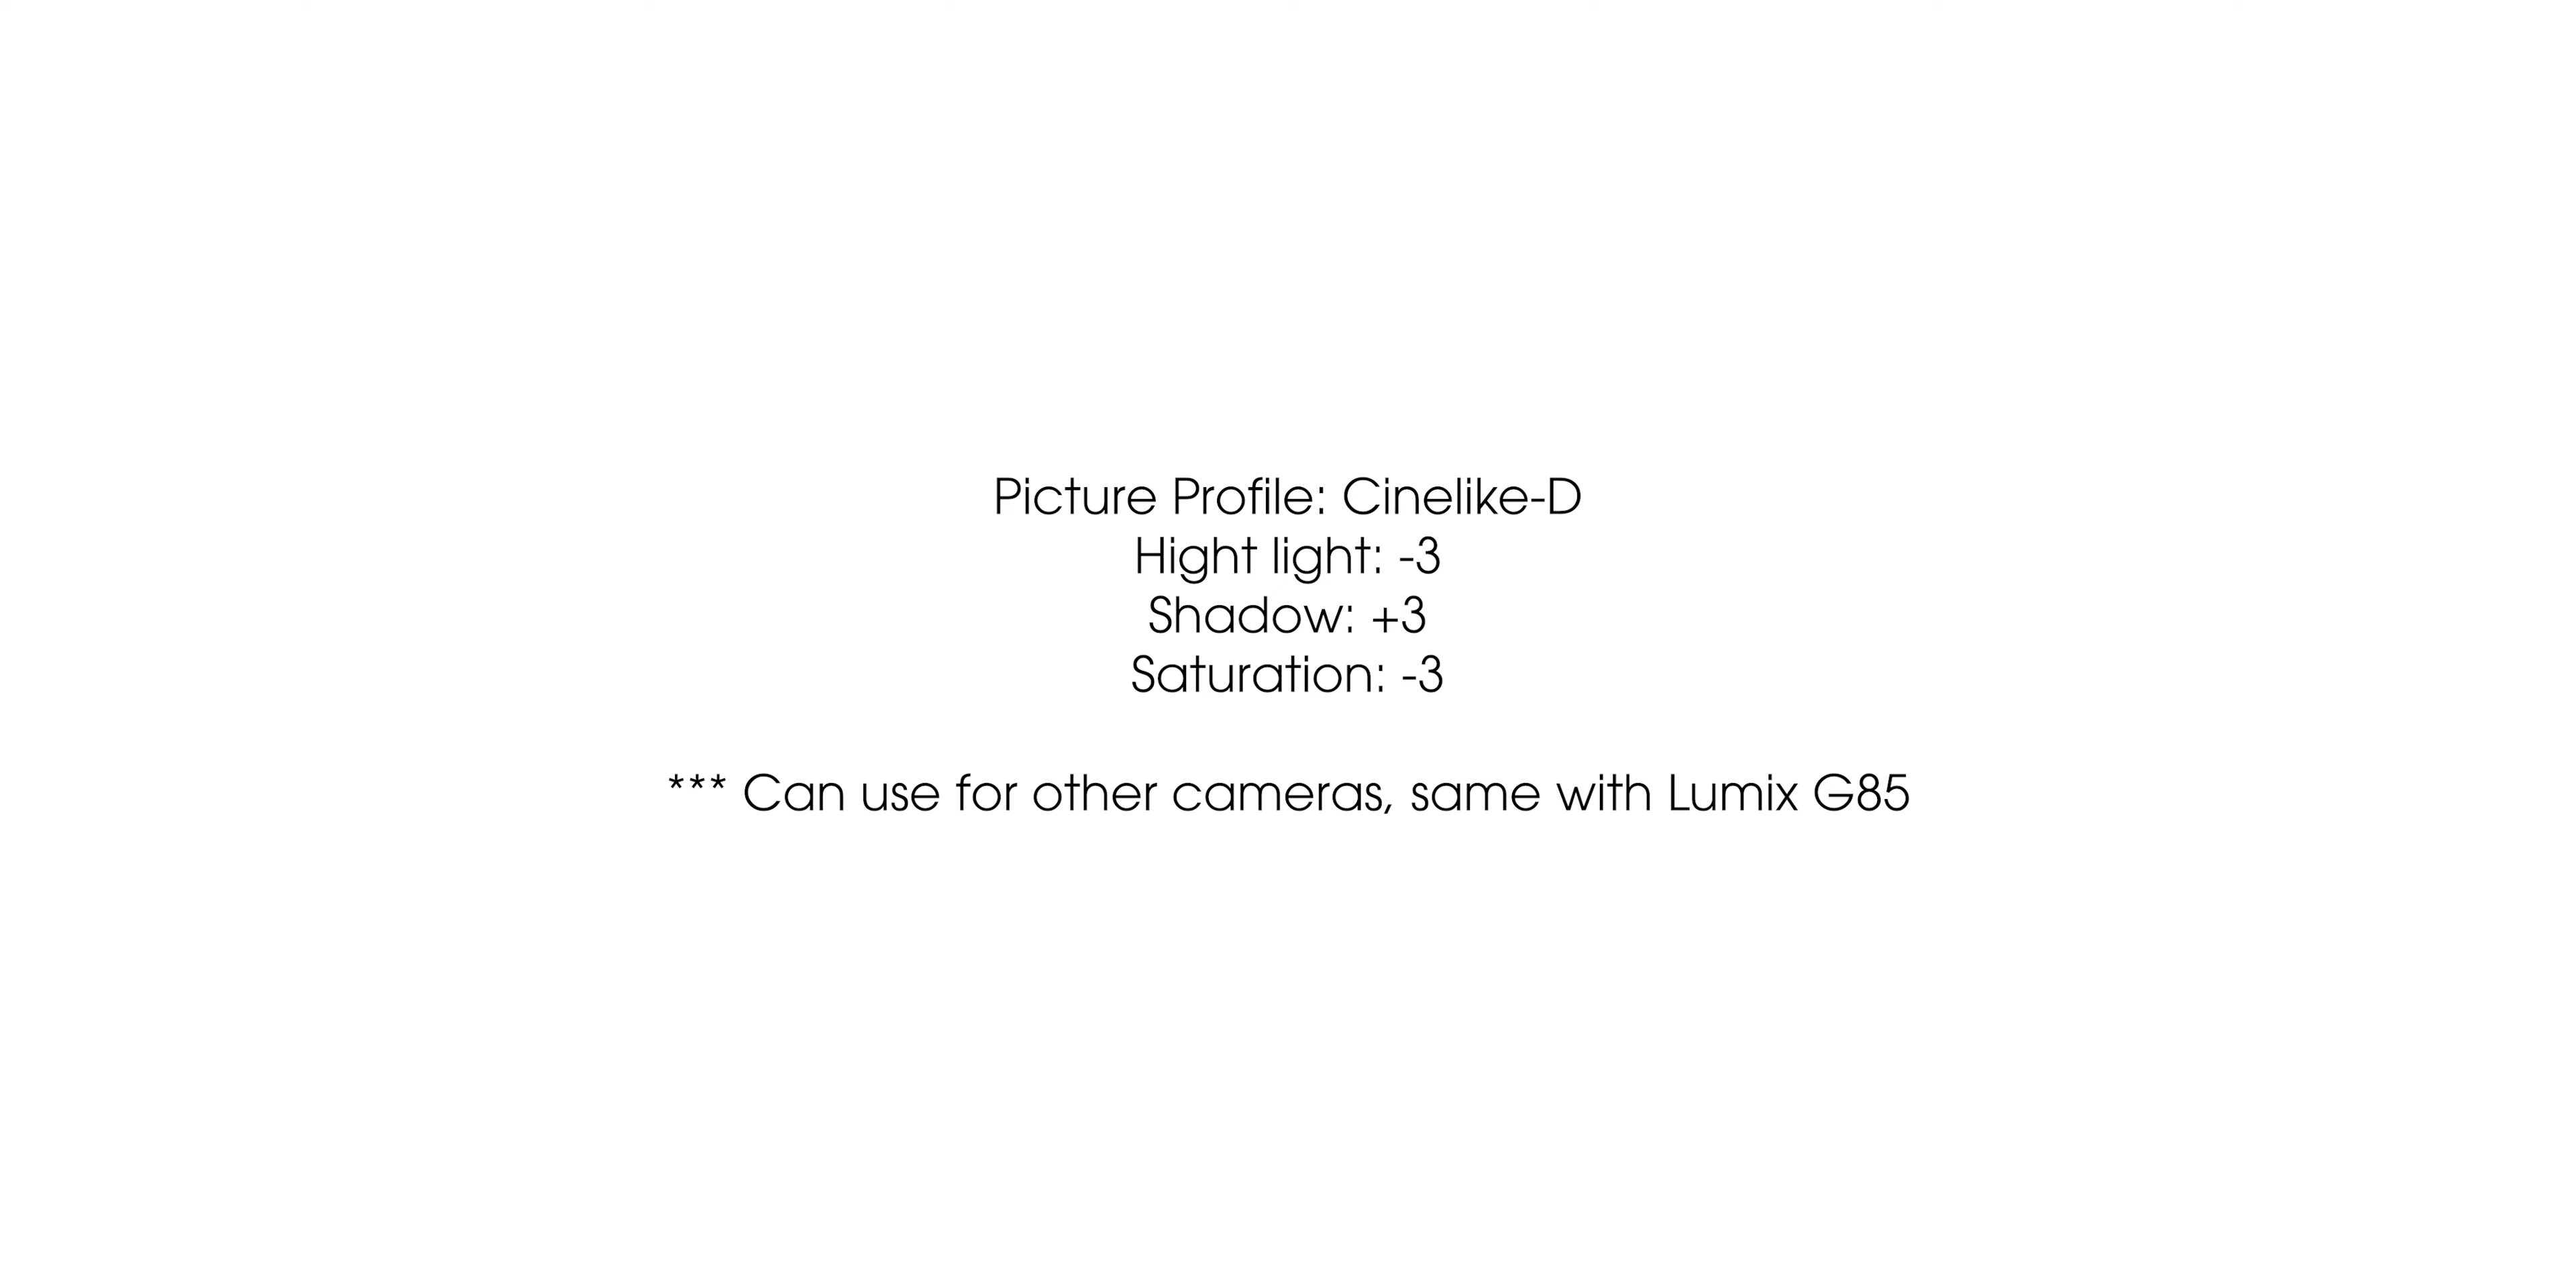 Picture Profile: Cinelike-D
Hight light: -3
Shadow: +3
Saturation: -3
*** Can use for other cameras, same with Lumix G85